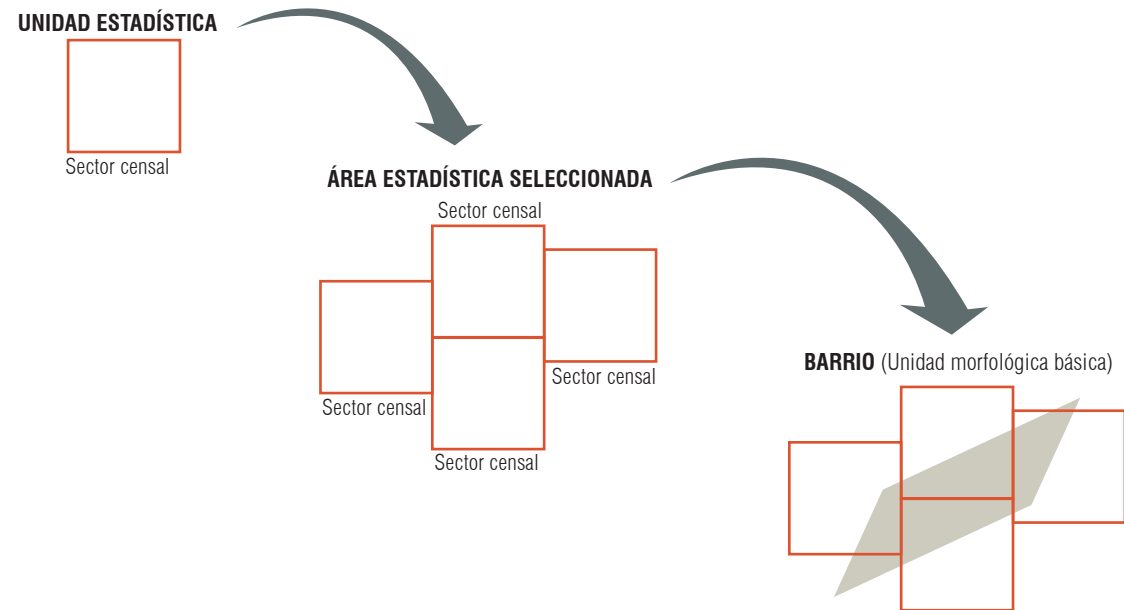 UNIDAD ESTADÍSTICA
Sector censal
ÁREA ESTADÍSTICA SELECCIONADA
Sector censal
Sector censal
Sector censal
Sector censal
BARRIO (Unidad morfológica básica)